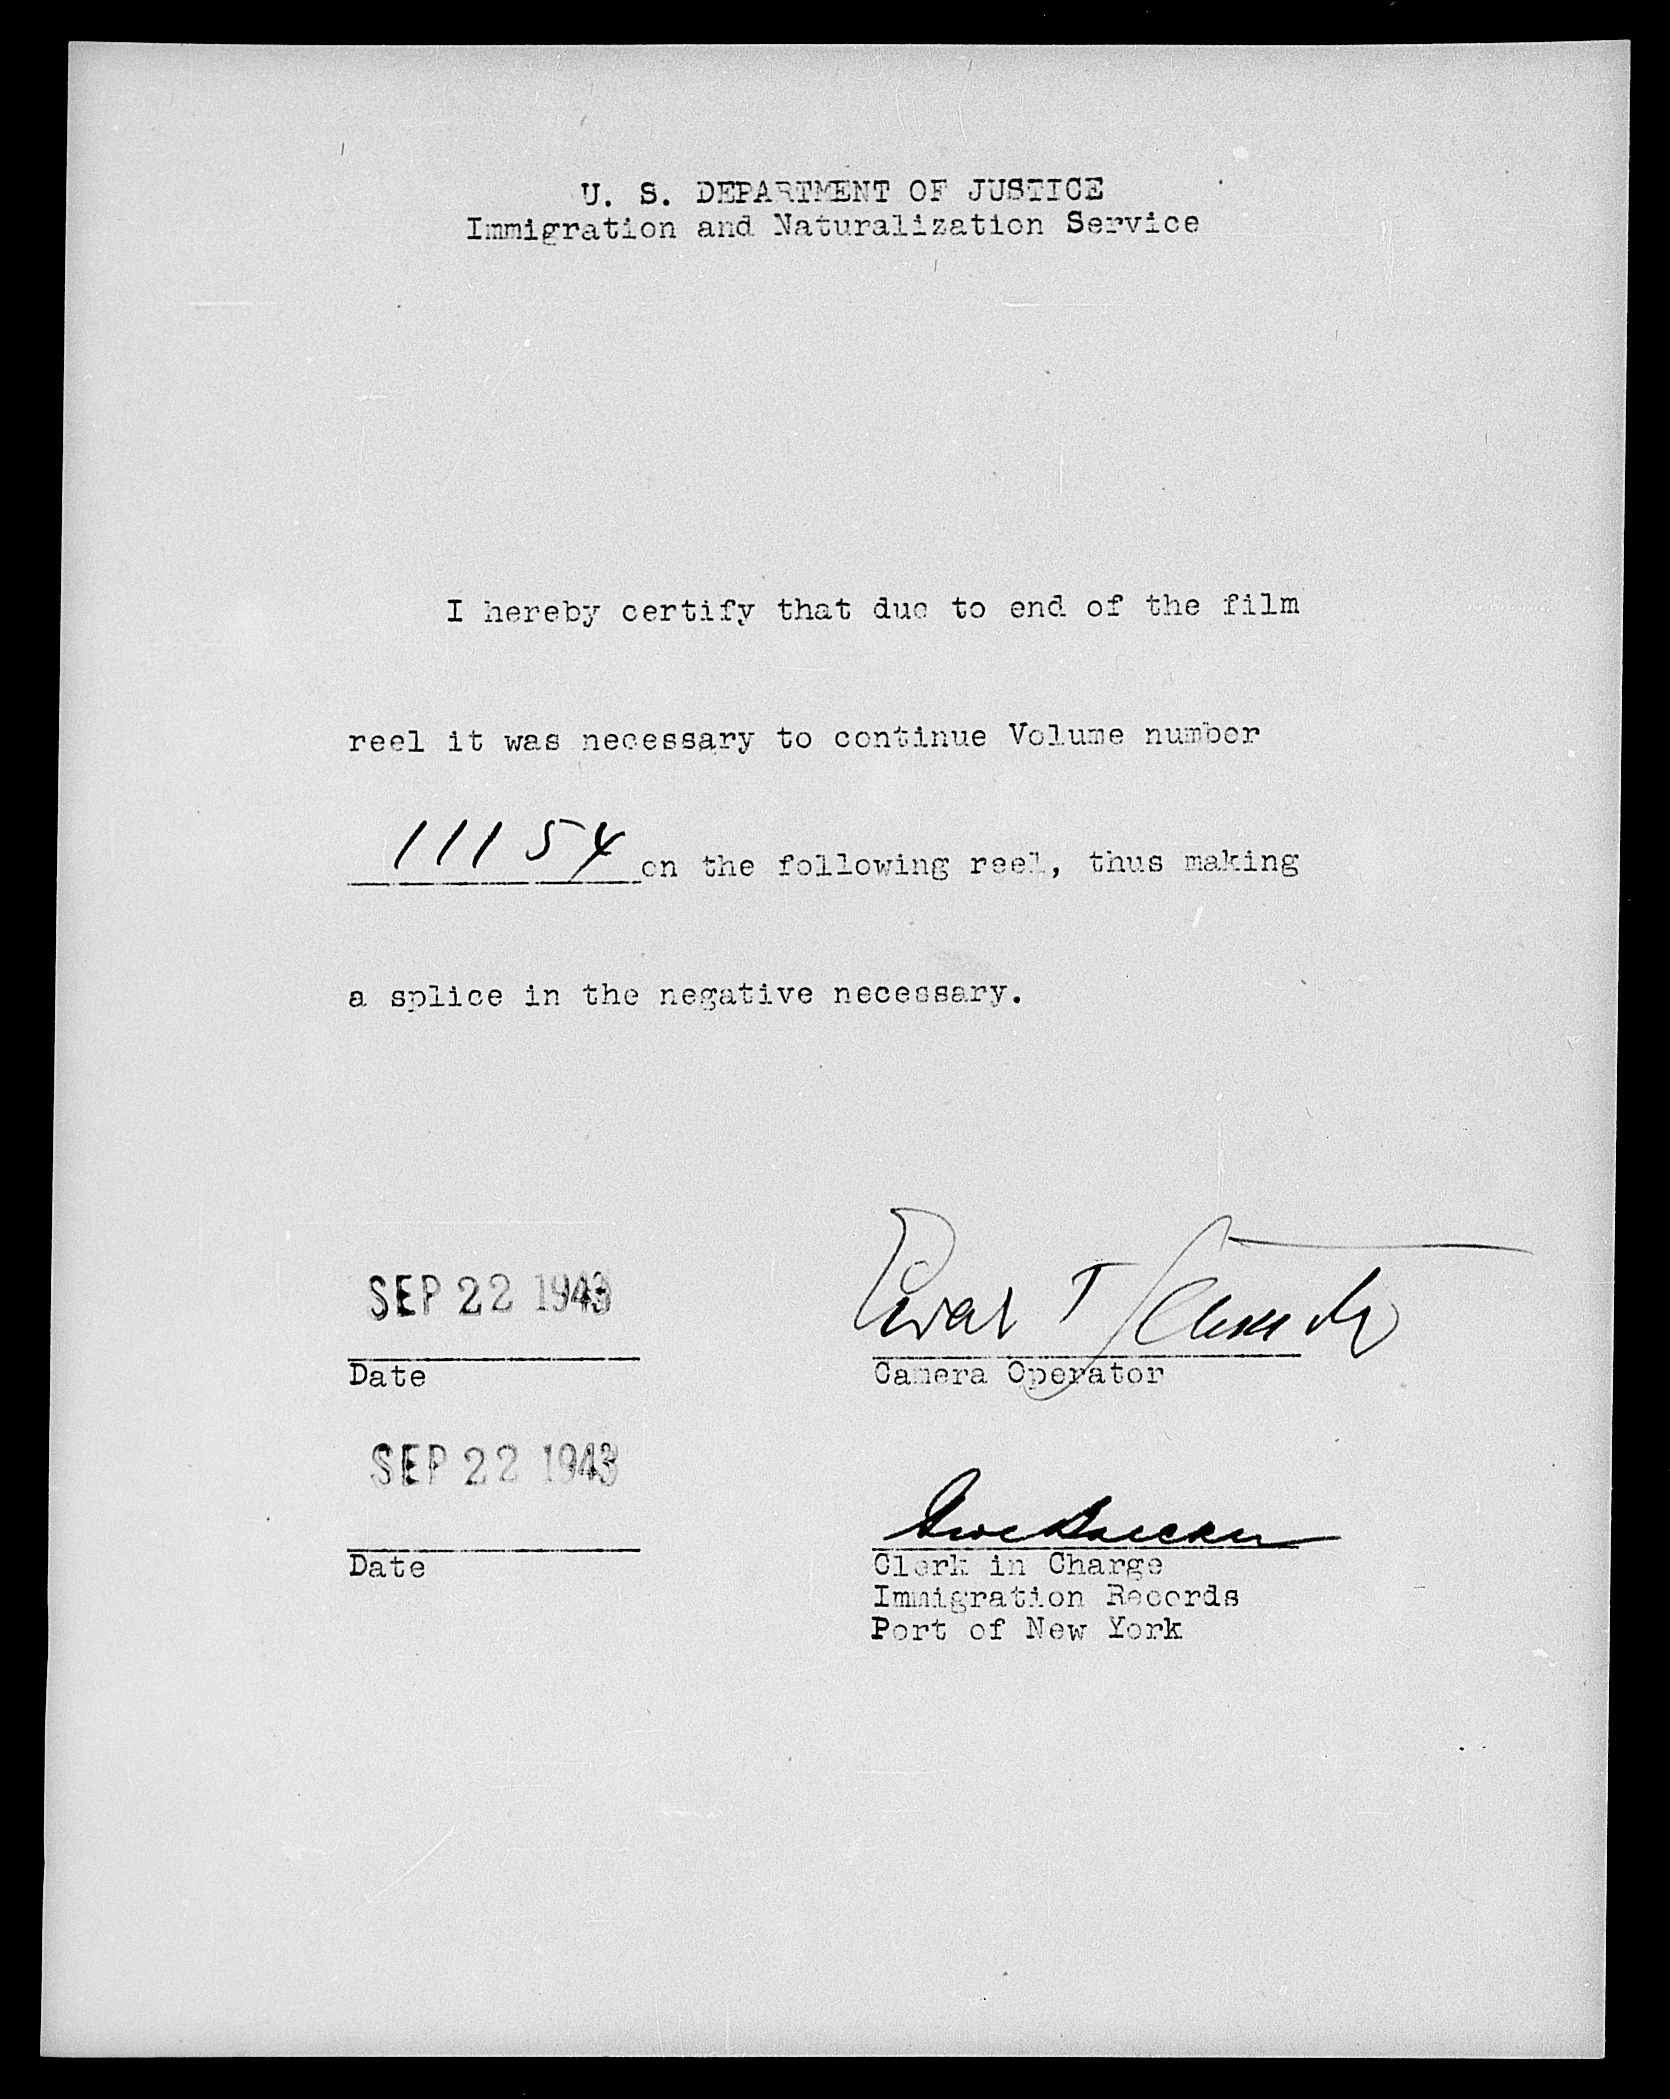 U. S. DEPARTMENT OF JUSTICE
Immigration and Naturalization Service
I hereby certify that due to end of the film
reel it was necessary to continue Volume number
11154 on the following reel, thus making
a splice in the negative necessary.
SEP 22 1943
Date
Camera Operator
SEP 22 1943
Date
Clerk in Charge
Immigration Records
Port of New York